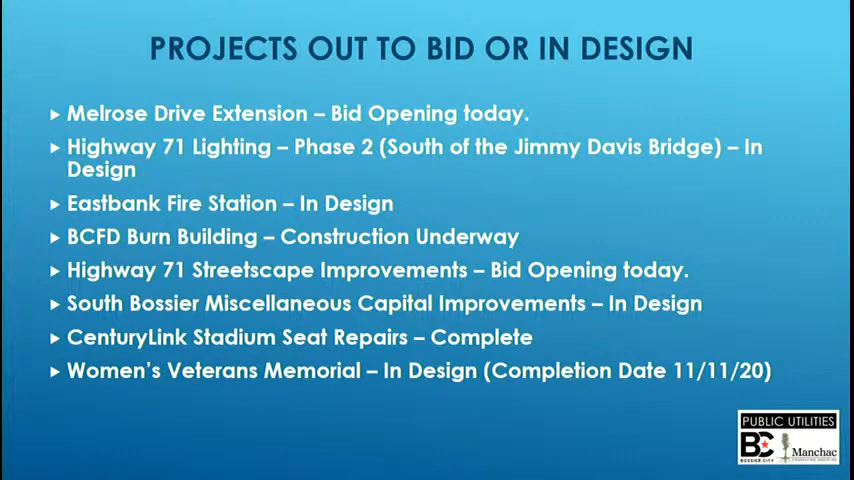 PROJECTS OUT TO BID OR IN DESIGN
Melrose Drive Extension – Bid Opening today.
Highway 71 Lighting – Phase 2 (South of the Jimmy Davis Bridge) – In
Design
Eastbank Fire Station – In Design
BCFD Burn Building – Construction Underway
Highway 71 Streetscape Improvements – Bid Opening today.
South Bossier Miscellaneous Capital Improvements – In Design
CenturyLink Stadium Seat Repairs – Complete
Women's Veterans Memorial – In Design (Completion Date 11/11/20)
PUBLIC UTILITIES
BC
BOSSIER CITY
Manchac